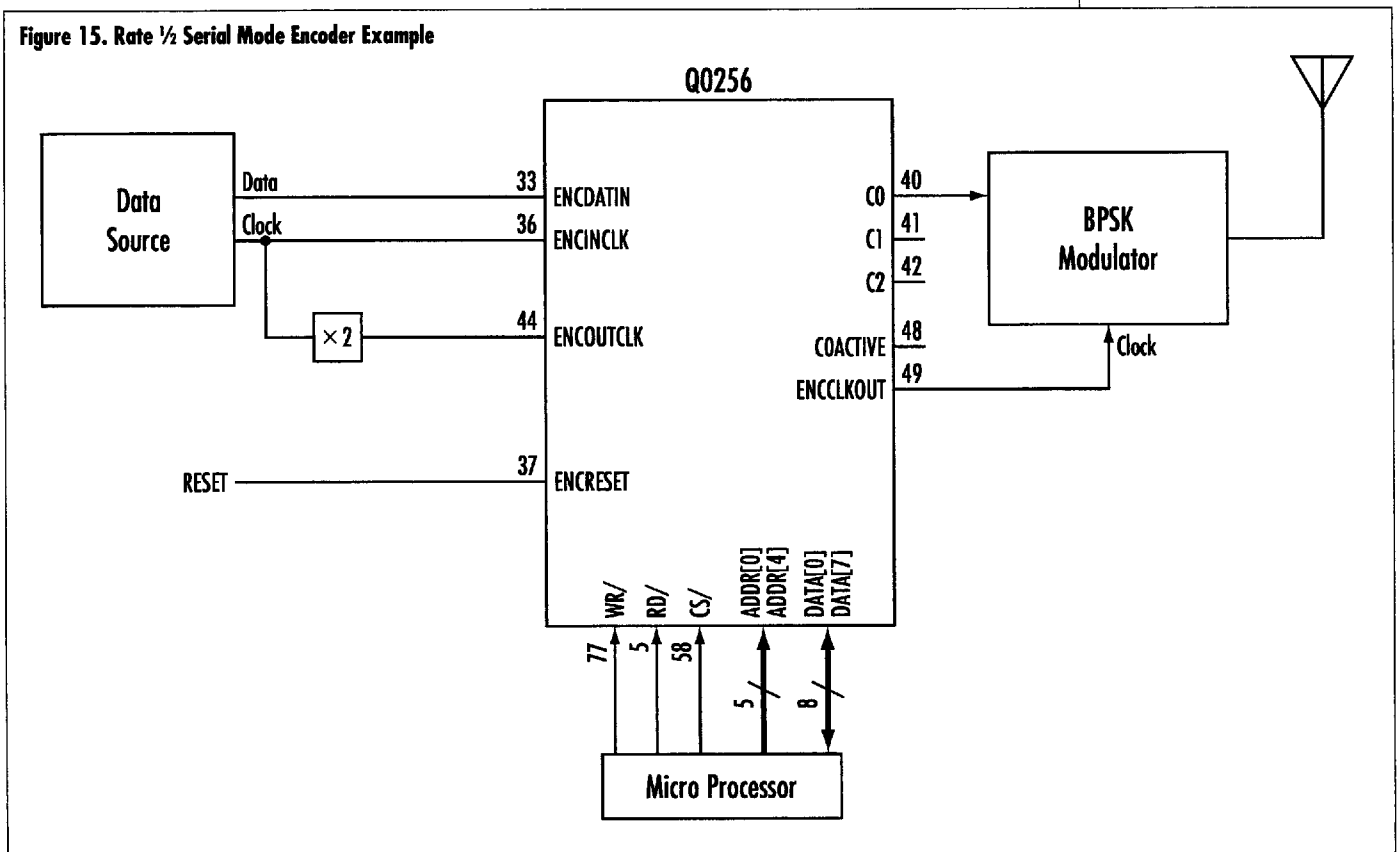 Figure 15. Rate ½ Serial Mode Encoder Example
Q0256
Data
Source
Data
Clock
×2
RESET
33
36
44
37
ENCDATIN
ENCINCLK
ENCOUTCLK
ENCRESET
C0
C1
C2
COACTIVE
ENCCLKOUT
40
41
42
48
49
BPSK
Modulator
Clock
WR/
RD/
CS/
ADDR[0]
ADDR[4]
DATA[0]
DATA[7]
77
5
58
5
8
Micro Processor